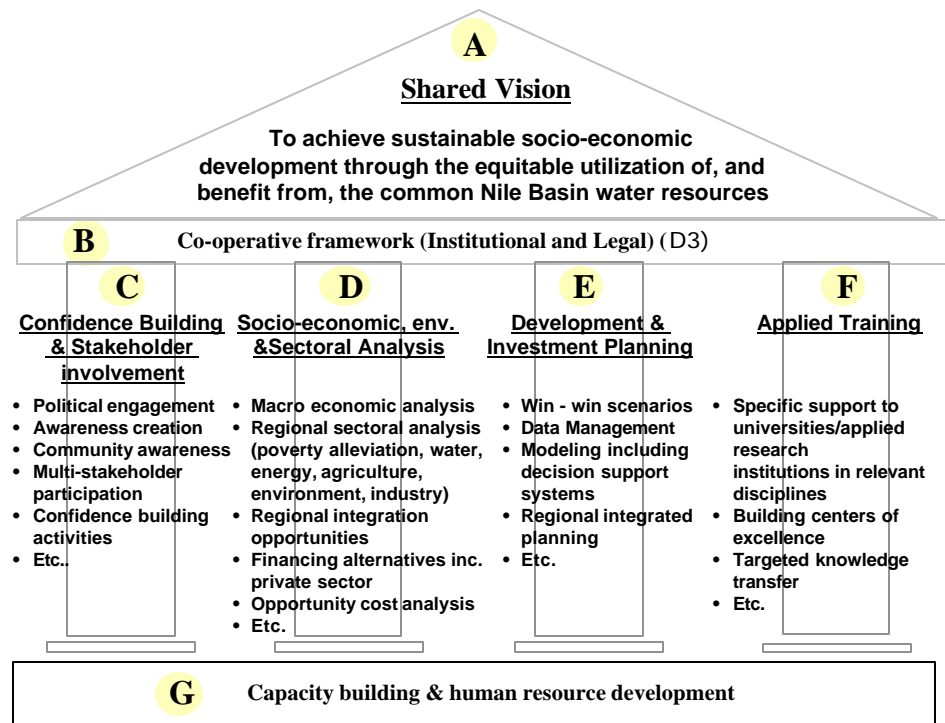 A
Shared Vision
To achieve sustainable socio-economic
development through the equitable utilization of, and
benefit from, the common Nile Basin water resources
B Co-operative framework (Institutional and Legal) (D3)
C
Confidence Building
& Stakeholder
involvement
• Political engagement
• Awareness creation
• Community awareness
• Multi-stakeholder
participation
• Confidence building
activities
• Etc..
D
Socio-economic, env.
&Sectoral Analysis
• Macro economic analysis
• Regional sectoral analysis
(poverty alleviation, water,
energy, agriculture,
environment, industry)
• Regional integration
opportunities
• Financing alternatives inc.
private sector
• Opportunity cost analysis
• Etc.
E
Development &
Investment Planning
• Win - win scenarios
• Data Management
• Modeling including
decision support
systems
• Regional integrated
planning
• Etc.
F
Applied Training
• Specific support to
universities/applied
research
institutions in relevant
disciplines
• Building centers of
excellence
• Targeted knowledge
transfer
• Etc.
G Capacity building & human resource development